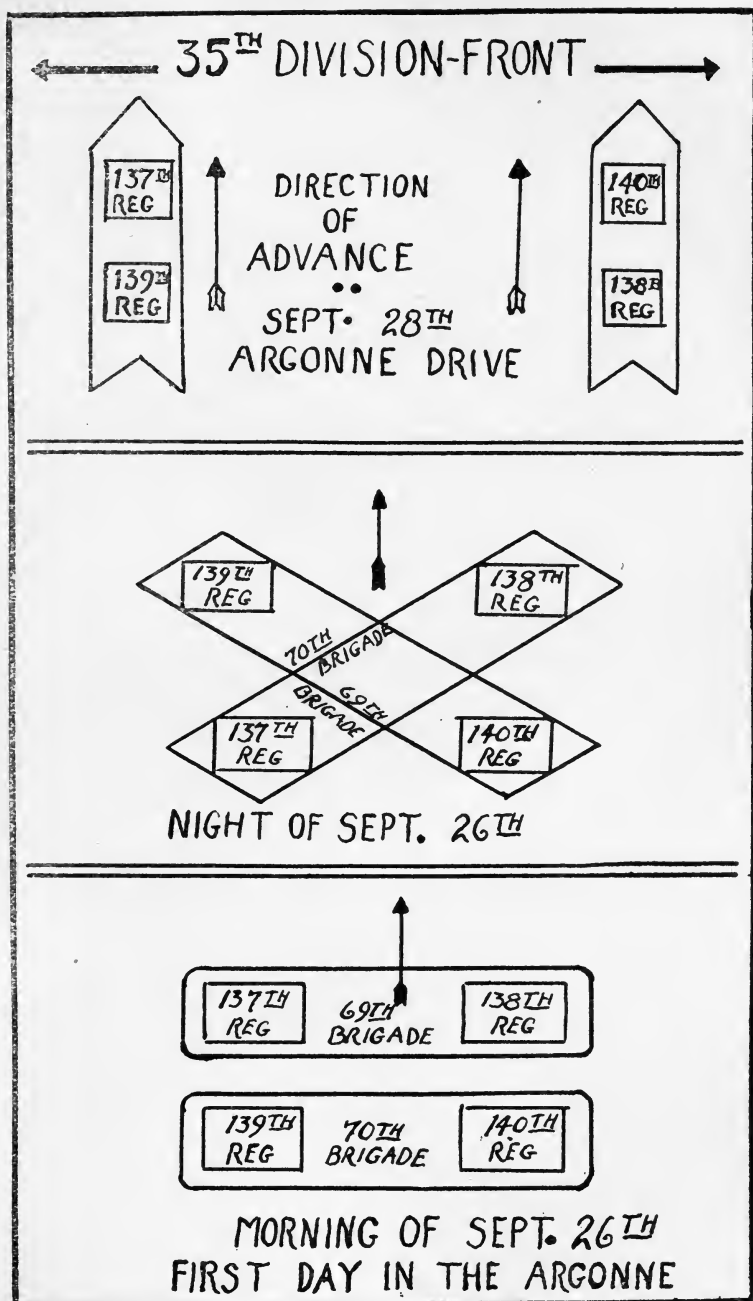 35TH DIVISION-FRONT
137TH
REG
139TH
REG
DIRECTION
OF
ADVANCE
SEPT. 28TH
ARGONNE DRIVE
140TH
REG
138TH
REG
139TH
REG
138TH
REG
70TH
BRIGADE
69TH
BRIGADE
137TH
REG
140TH
REG
NIGHT OF SEPT. 26TH
137TH
REG
69TH
BRIGADE
138TH
REG
139TH
REG
70TH
BRIGADE
140TH
REG
MORNING OF SEPT. 26TH
FIRST DAY IN THE ARGONNE